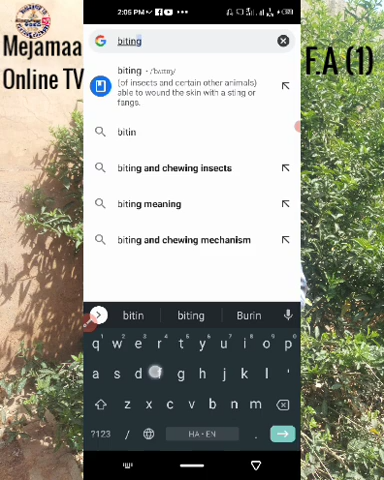 Mejamaa
Online TV
F.A (1)
2:05 PM
biting
biting
(of insects and certain other animals)
able to wound the skin with a sting or
fangs.
bitin
biting and chewing insects
biting meaning
biting and chewing mechanism
bitin biting Burin
q w e r t y u i o p
a s d f g h j k l '
z x c v b n m
?123 / HA • EN .